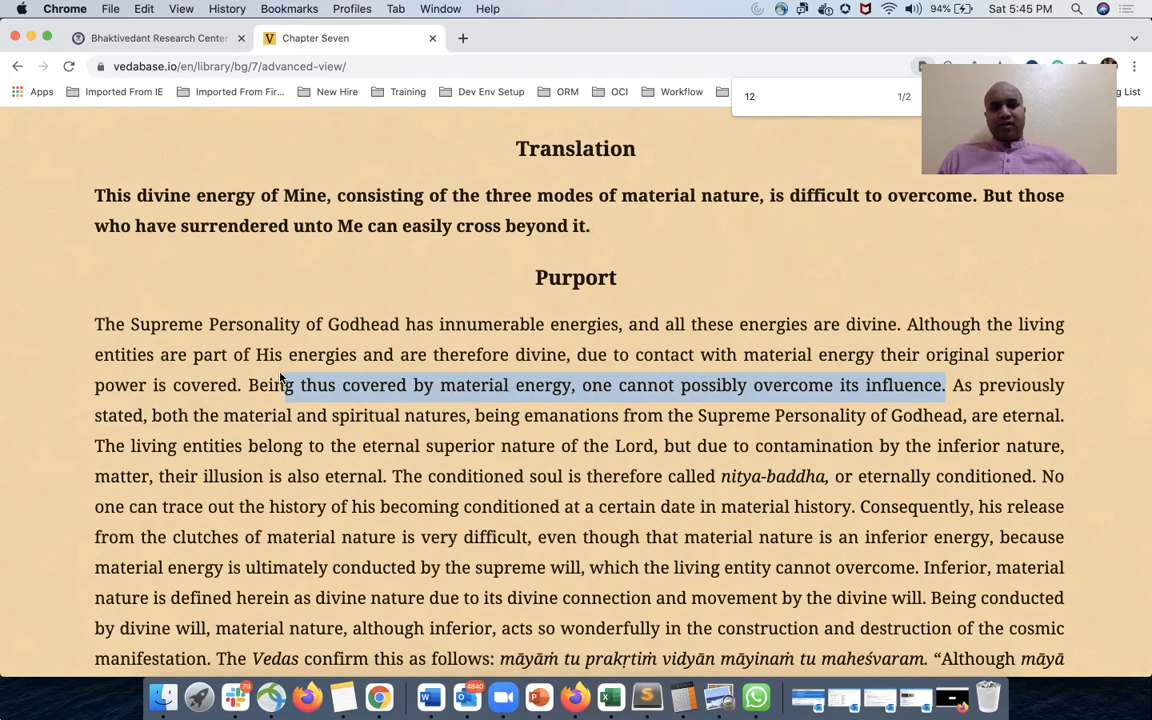 Chrome File Edit View History Bookmarks Profiles Tab Window Help 94% Sat 5:45 PM
Bhaktivedant Research Center Chapter Seven
vedabase.io/en/library/bg/7/advanced-view/
Apps Imported From IE Imported From Fir... New Hire Training Dev Env Setup ORM OCI Workflow ng List
12 1/2
Translation
This divine energy of Mine, consisting of the three modes of material nature, is difficult to overcome. But those
who have surrendered unto Me can easily cross beyond it.
Purport
The Supreme Personality of Godhead has innumerable energies, and all these energies are divine. Although the living
entities are part of His energies and are therefore divine, due to contact with material energy their original superior
power is covered. Being thus covered by material energy, one cannot possibly overcome its influence. As previously
stated, both the material and spiritual natures, being emanations from the Supreme Personality of Godhead, are eternal.
The living entities belong to the eternal superior nature of the Lord, but due to contamination by the inferior nature,
matter, their illusion is also eternal. The conditioned soul is therefore called nitya-baddha, or eternally conditioned. No
one can trace out the history of his becoming conditioned at a certain date in material history. Consequently, his release
from the clutches of material nature is very difficult, even though that material nature is an inferior energy, because
material energy is ultimately conducted by the supreme will, which the living entity cannot overcome. Inferior, material
nature is defined herein as divine nature due to its divine connection and movement by the divine will. Being conducted
by divine will, material nature, although inferior, acts so wonderfully in the construction and destruction of the cosmic
manifestation. The Vedas confirm this as follows: māyāṁ tu prakṛtiṁ vidyān māyinaṁ tu maheśvaram. “Although māyā
79 4840